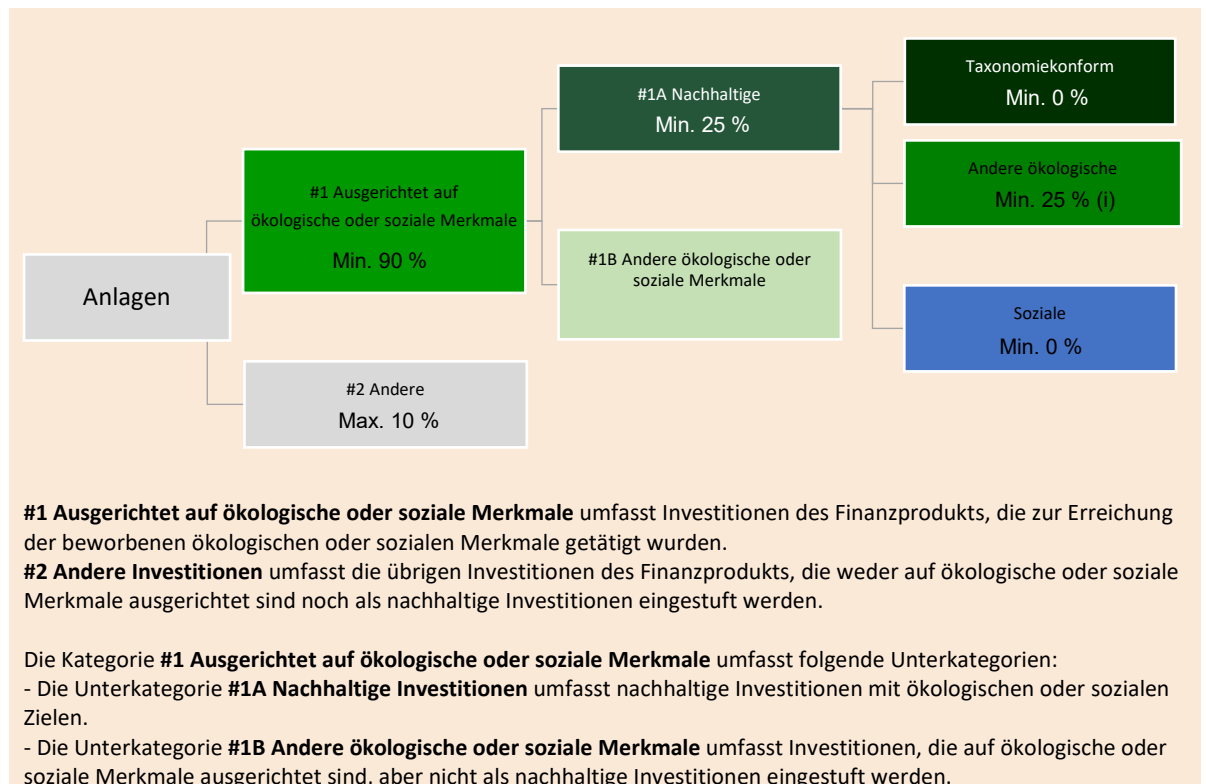 Anlagen
#1 Ausgerichtet auf
ökologische oder soziale Merkmale
Min. 90 %
#2 Andere
Max. 10 %
#1A Nachhaltige
Min. 25 %
#1B Andere ökologische oder
soziale Merkmale
Taxonomiekonform
Min. 0 %
Andere ökologische
Min. 25 % (i)
Soziale
Min. 0 %
#1 Ausgerichtet auf ökologische oder soziale Merkmale umfasst Investitionen des Finanzprodukts, die zur Erreichung
der beworbenen ökologischen oder sozialen Merkmale getätigt wurden.
#2 Andere Investitionen umfasst die übrigen Investitionen des Finanzprodukts, die weder auf ökologische oder soziale
Merkmale ausgerichtet sind noch als nachhaltige Investitionen eingestuft werden.
Die Kategorie #1 Ausgerichtet auf ökologische oder soziale Merkmale umfasst folgende Unterkategorien:
- Die Unterkategorie #1A Nachhaltige Investitionen umfasst nachhaltige Investitionen mit ökologischen oder sozialen
Zielen.
- Die Unterkategorie #1B Andere ökologische oder soziale Merkmale umfasst Investitionen, die auf ökologische oder
soziale Merkmale ausgerichtet sind, aber nicht als nachhaltige Investitionen eingestuft werden.